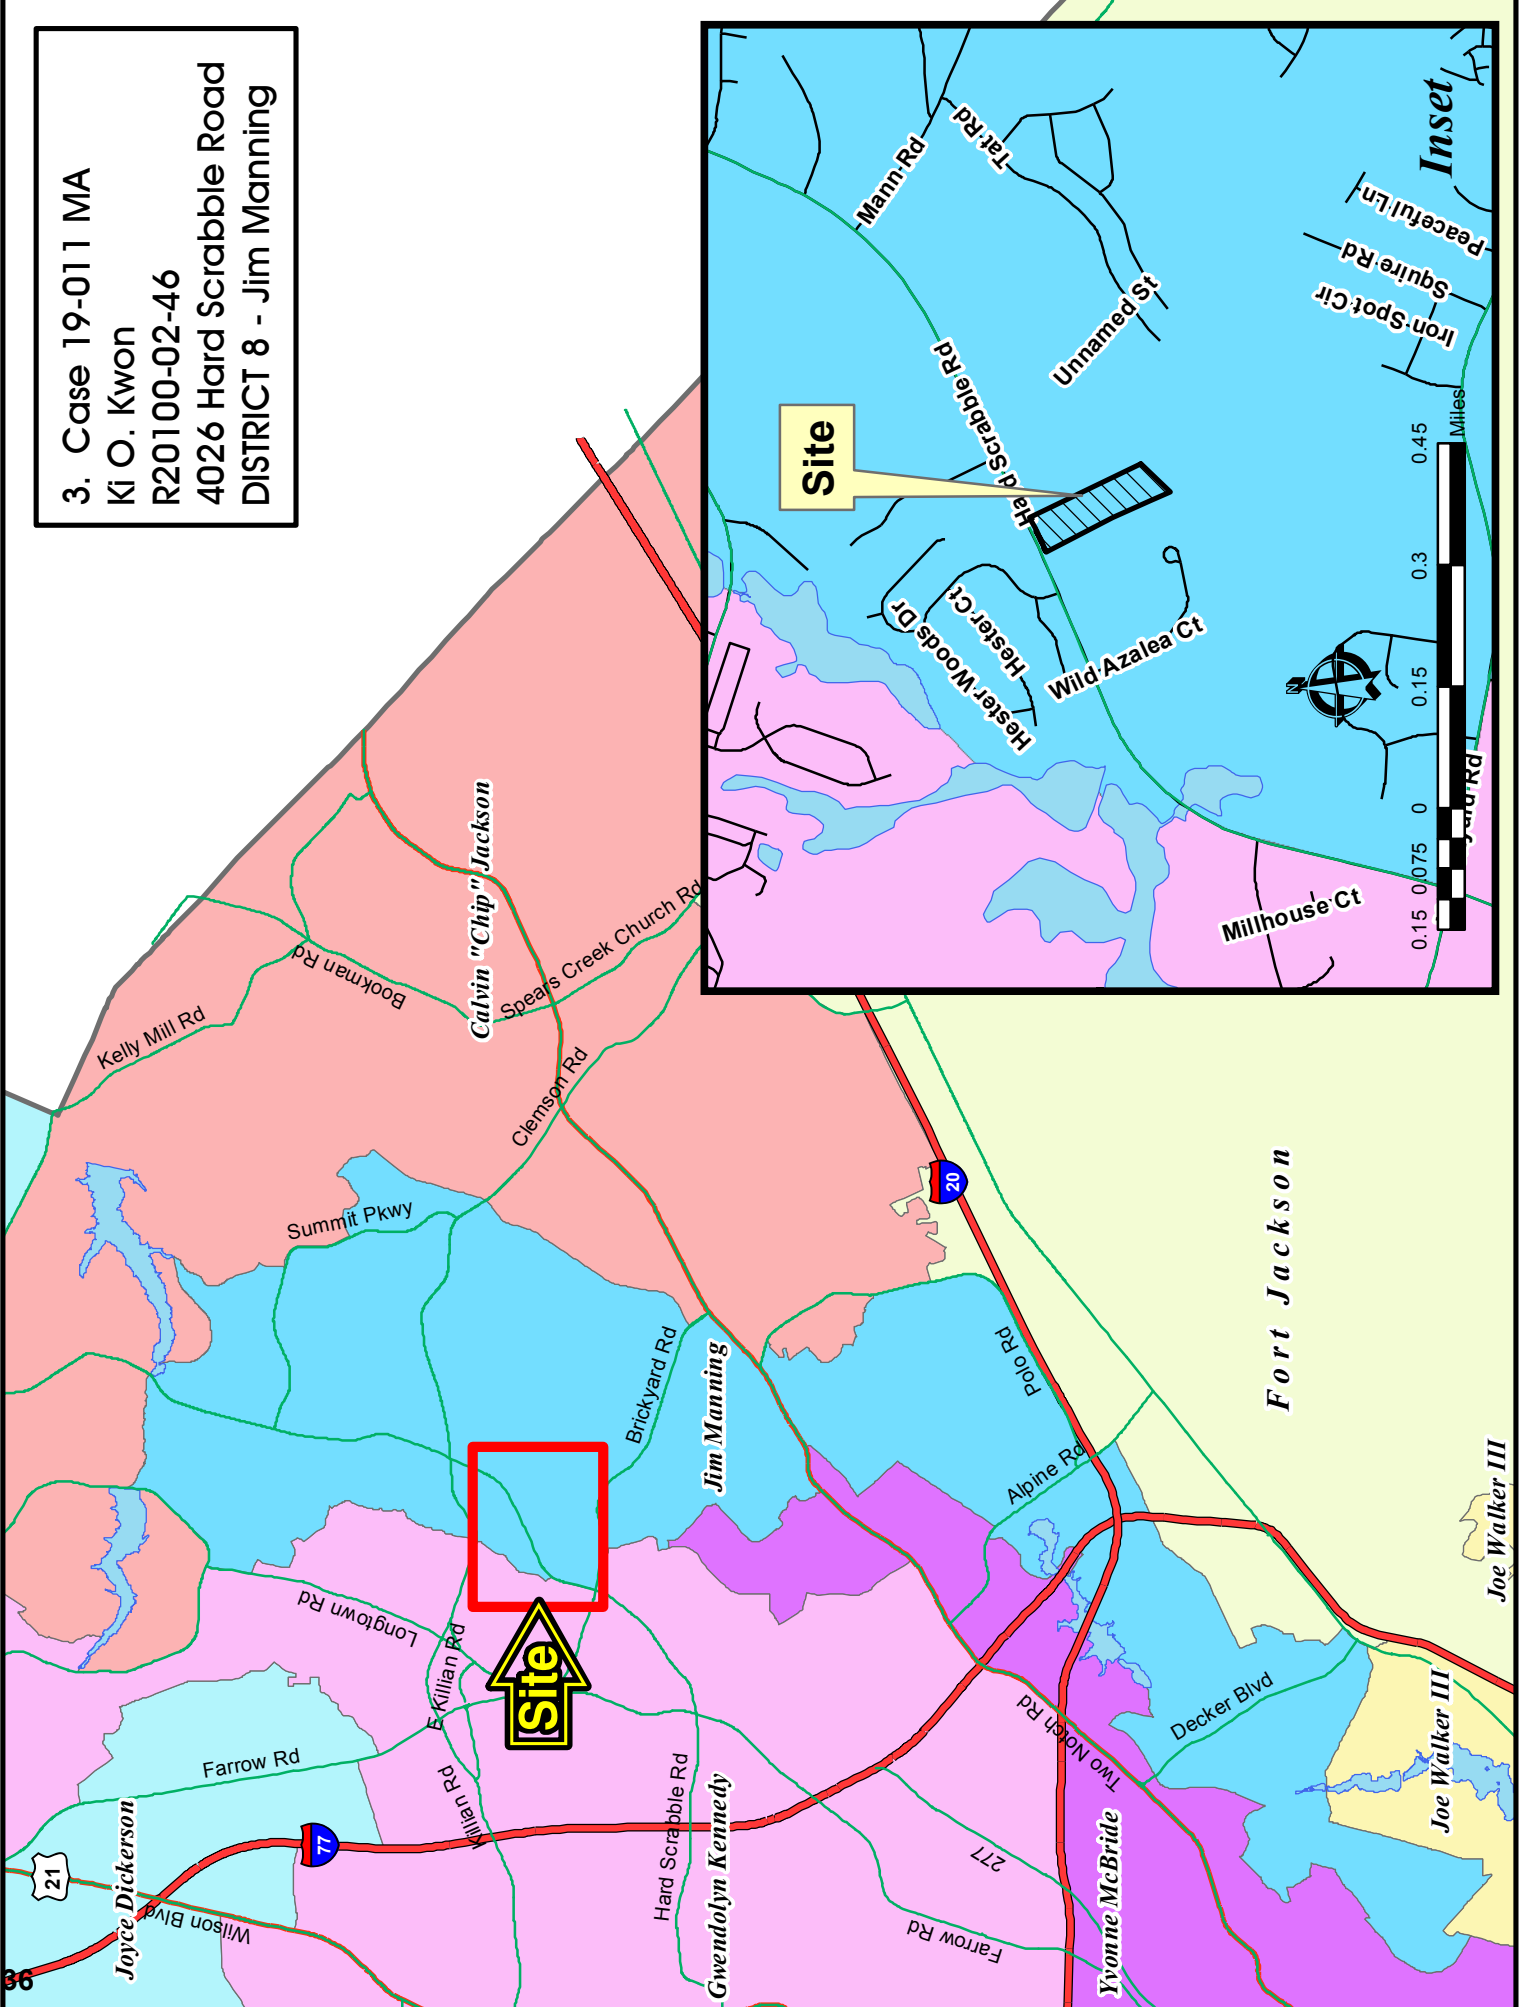 3. Case 19-011 MA
Ki O. Kwon
R20100-02-46
4026 Hard Scrabble Road
DISTRICT 8 - Jim Manning
36
21
Wilson Blvd
Joyce Dickerson
77
Farrow Rd
Killian Rd
E Killian Rd
Longtown Rd
Site
Hard Scrabble Rd
Gwendolyn Kennedy
277
Farrow Rd
Yvonne McBride
Two Notch Rd
Decker Blvd
Joe Walker III
Joe Walker III
Alpine Rd
Polo Rd
Jim Manning
Brickyard Rd
Summit Pkwy
Clemson Rd
Kelly Mill Rd
Bookman Rd
Calvin "Chip" Jackson
Spears Creek Church Rd
20
Fort Jackson
Site
Hard Scrabble Rd
Mann Rd
Tat Rd
Unnamed St
Hester Woods Dr
Hester Ct
Wild Azalea Ct
Millhouse Ct
Iron Spot Cir
Squire Rd
Peaceful Ln
Inset
N
yard Rd
0.15 0.075 0 0.15 0.3 0.45
Miles